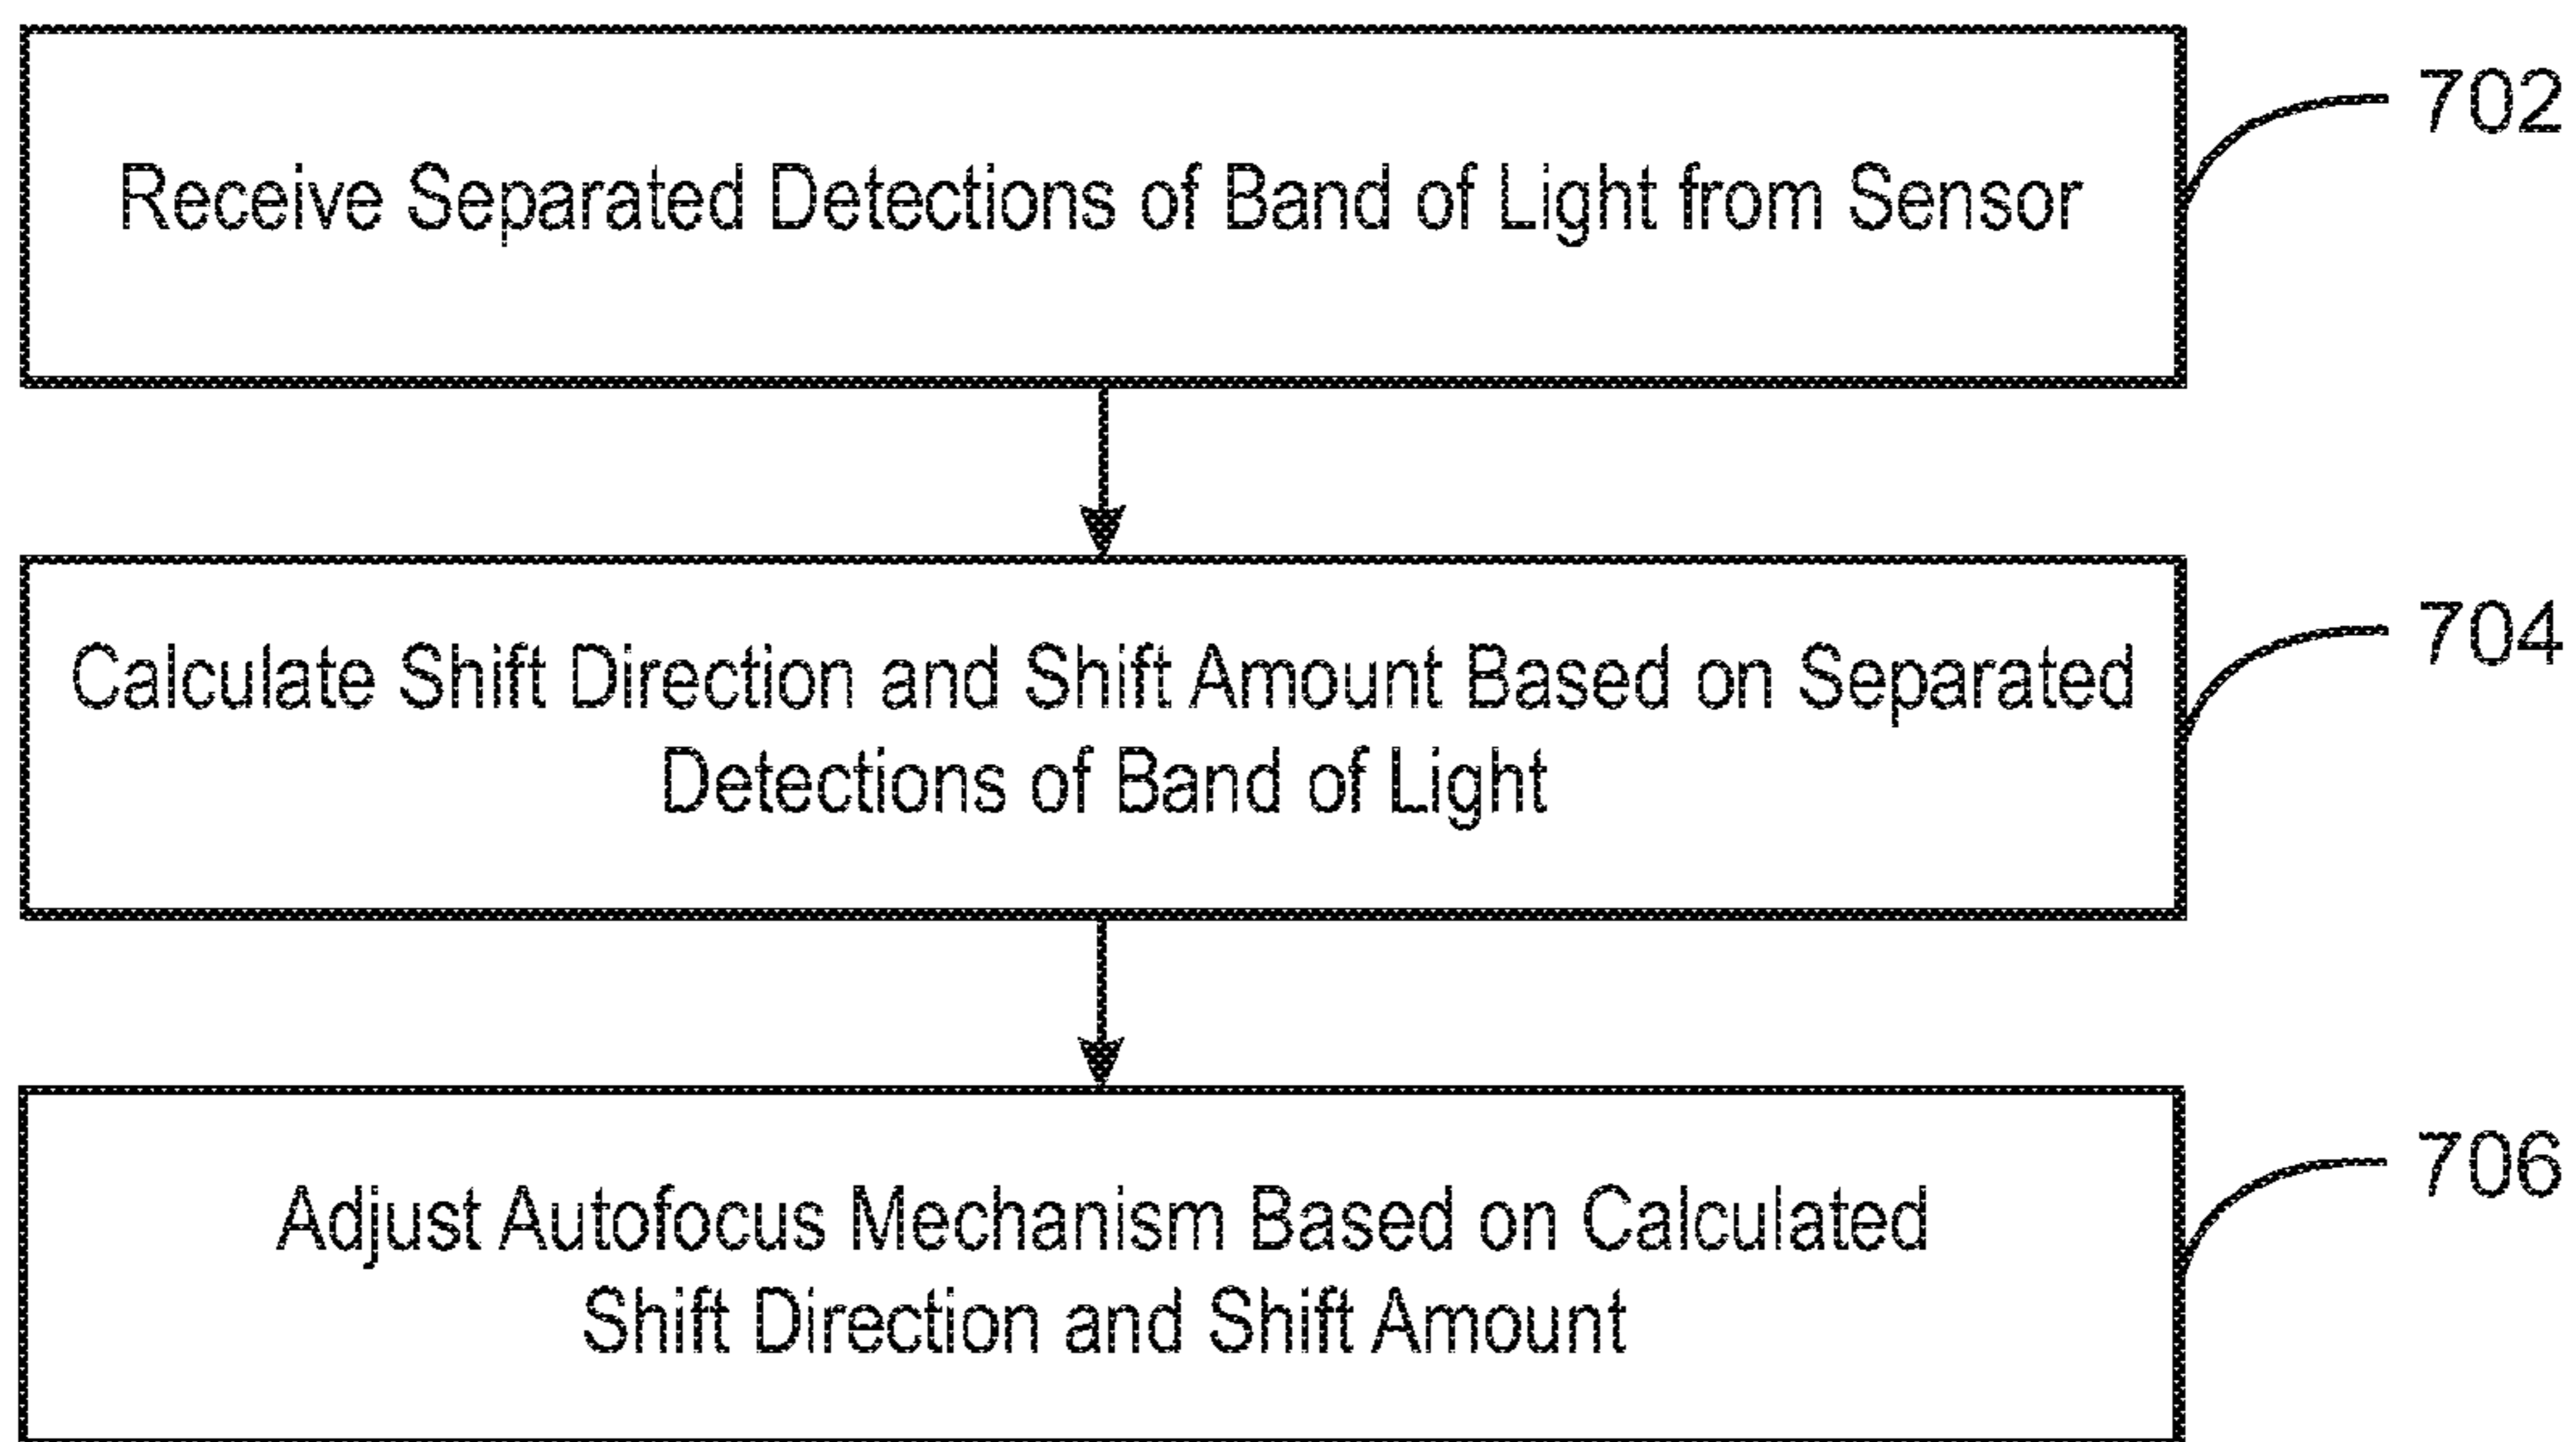 Receive Separated Detections of Band of Light from Sensor
702
Calculate Shift Direction and Shift Amount Based on Separated
Detections of Band of Light
704
Adjust Autofocus Mechanism Based on Calculated
Shift Direction and Shift Amount
706